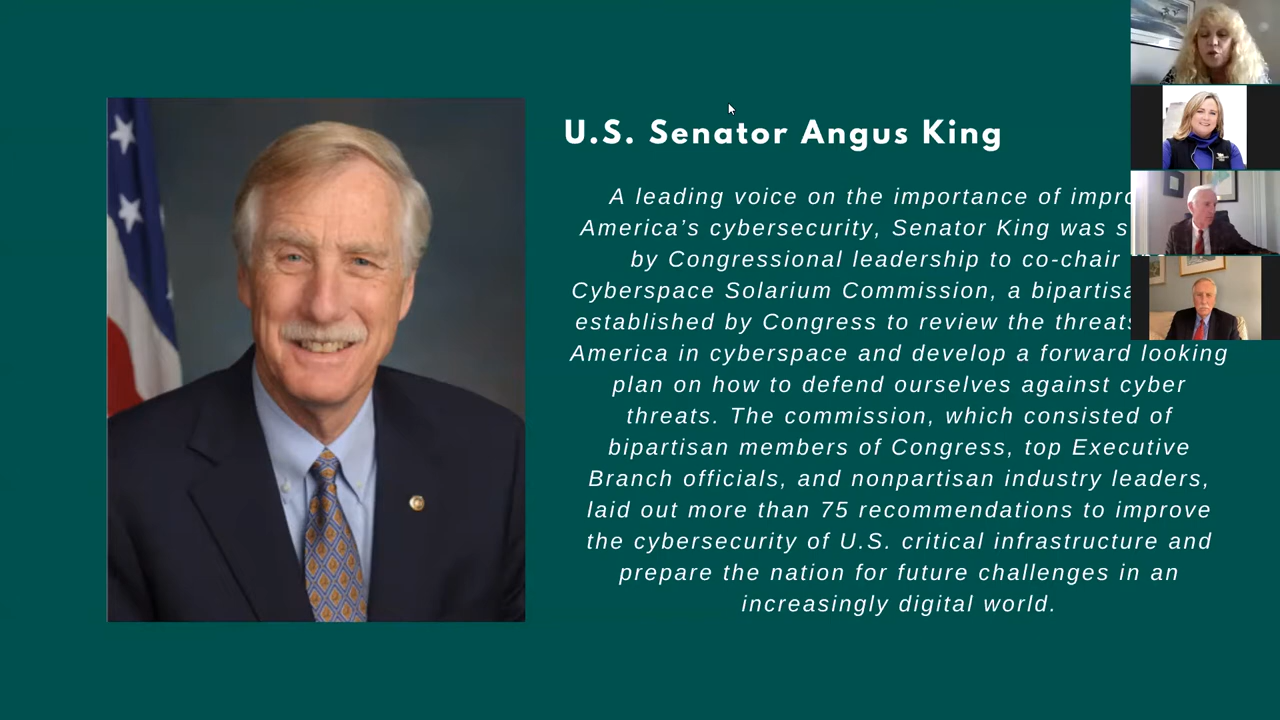 U.S. Senator Angus King
A leading voice on the importance of
America's cybersecurity, Senator King was
by Congressional leadership to co-chair
Cyberspace Solarium Commission, a
established by Congress to review the
America in cyberspace and develop a forward looking
plan on how to defend ourselves against cyber
threats. The commission, which consisted of
bipartisan members of Congress, top Executive
Branch officials, and nonpartisan industry leaders,
laid out more than 75 recommendations to improve
the cybersecurity of U.S. critical infrastructure and
prepare the nation for future challenges in an
increasingly digital world.